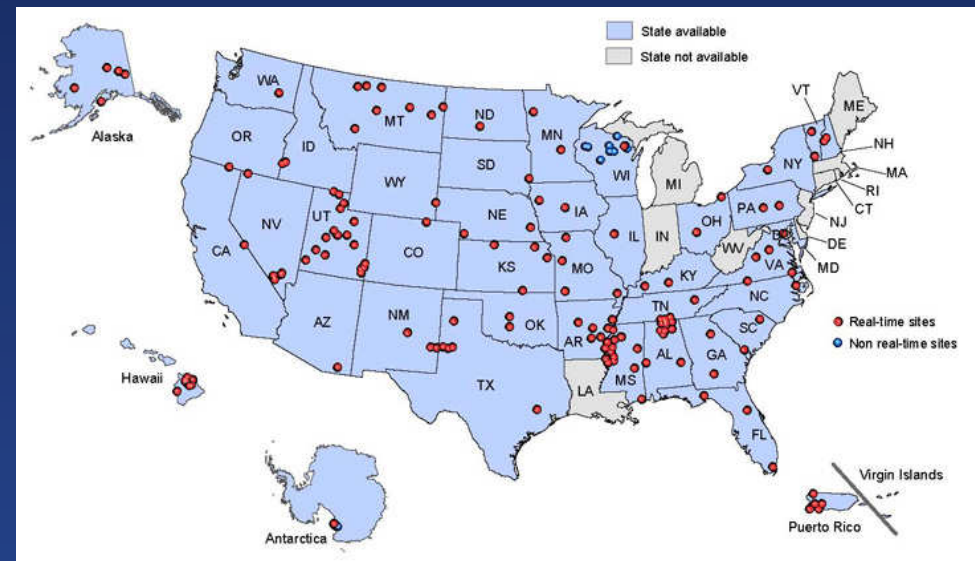 State available
State not available
Alaska
WA
OR
ID
MT
ND
MN
SD
WY
WI
MI
VT
ME
NH
NY
MA
RI
CT
NJ
PA
OH
IN
IL
IA
NE
NV
UT
CA
CO
KS
MO
KY
WV
VA
DE
MD
NC
TN
SC
OK
AR
NM
AZ
TX
LA
MS
AL
GA
FL
Real-time sites
Non real-time sites
Hawaii
Antarctica
Virgin Islands
Puerto Rico